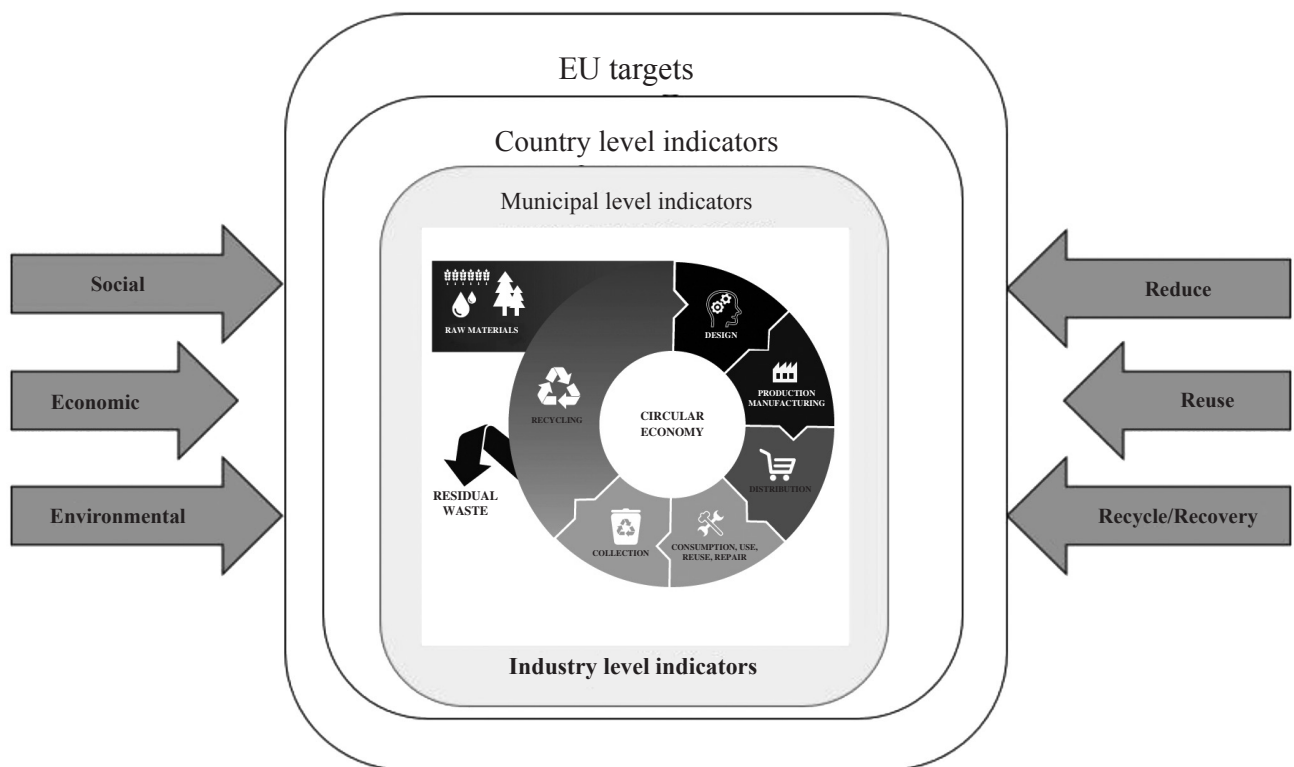 EU targets
Country level indicators
Municipal level indicators
Social
Economic
Environmental
RAW MATERIALS
DESIGN
PRODUCTION
MANUFACTURING
RECYCLING
CIRCULAR
ECONOMY
DISTRIBUTION
RESIDUAL
WASTE
COLLECTION
CONSUMPTION, USE,
REUSE, REPAIR
Industry level indicators
Reduce
Reuse
Recycle/Recovery